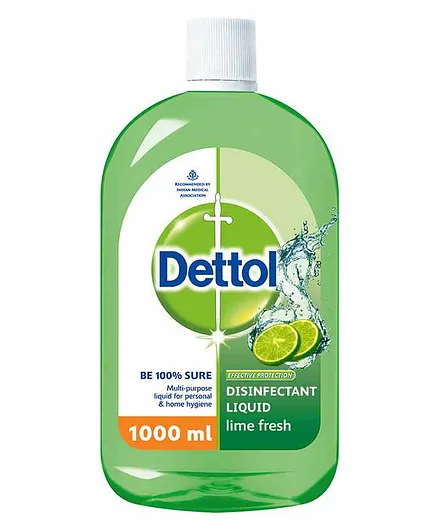 RECOMMENDED BY
INDIAN MEDICAL
ASSOCIATION
Dettol
BE 100% SURE
Multi-purpose
liquid for personal
& home hygiene
1000 ml
EFFECTIVE PROTECTION
DISINFECTANT
LIQUID
lime fresh